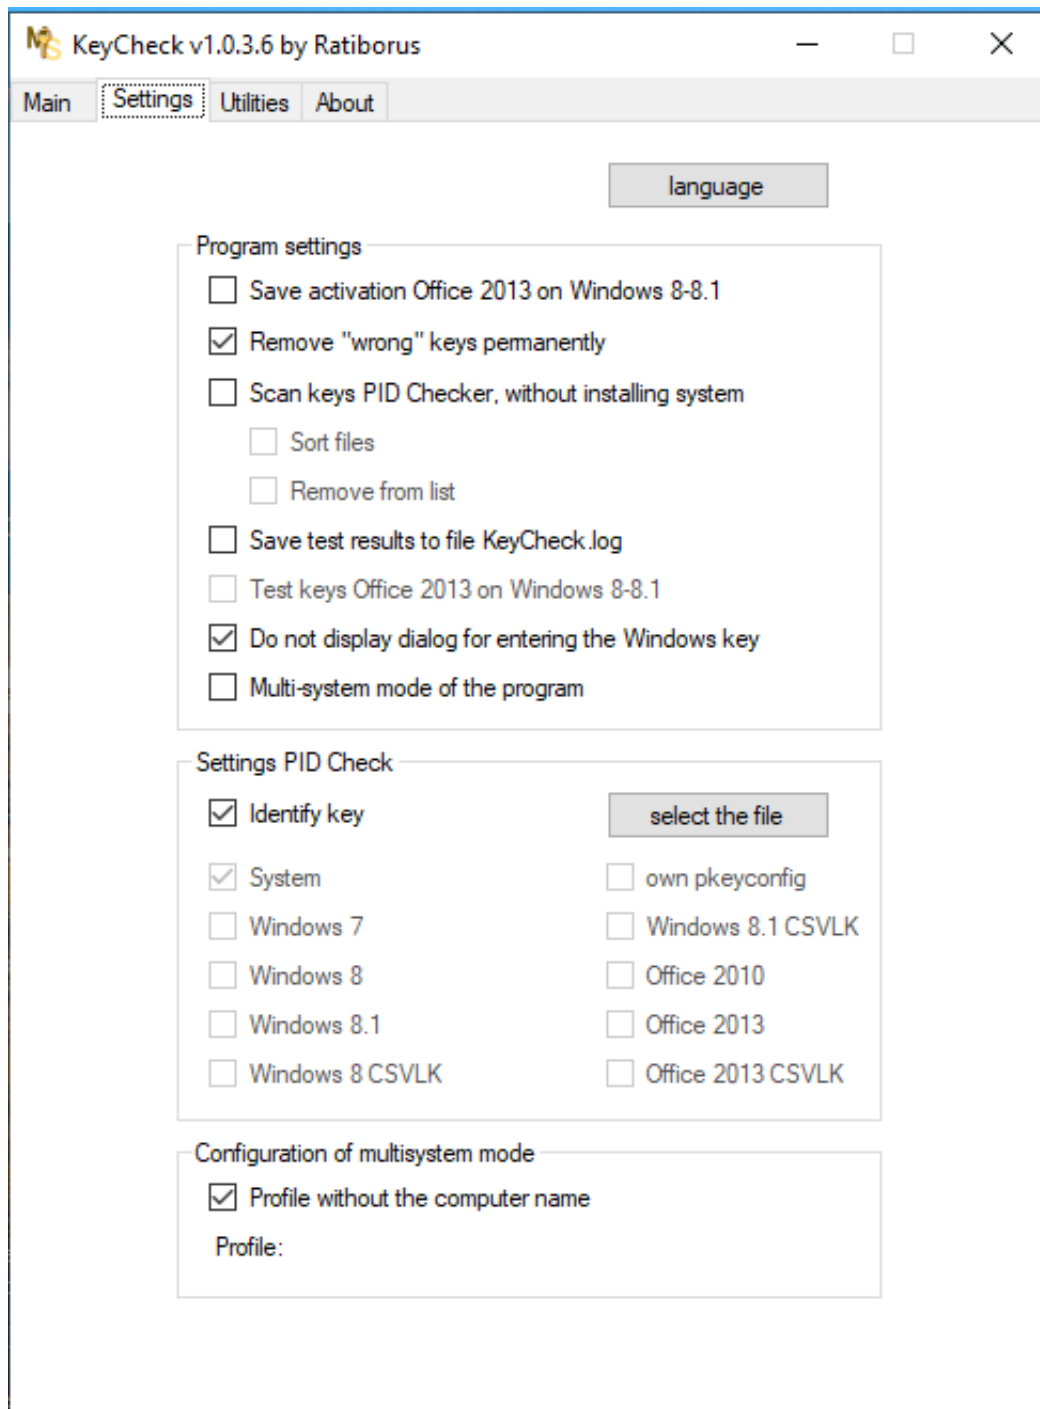 KeyCheck v1.0.3.6 by Ratiborus
Main Settings Utilities About
language
Program settings
Save activation Office 2013 on Windows 8-8.1
Remove "wrong" keys permanently
Scan keys PID Checker, without installing system
Sort files
Remove from list
Save test results to file KeyCheck.log
Test keys Office 2013 on Windows 8-8.1
Do not display dialog for entering the Windows key
Multi-system mode of the program
Settings PID Check
Identify key select the file
System own pkeyconfig
Windows 7 Windows 8.1 CSVLK
Windows 8 Office 2010
Windows 8.1 Office 2013
Windows 8 CSVLK Office 2013 CSVLK
Configuration of multisystem mode
Profile without the computer name
Profile: